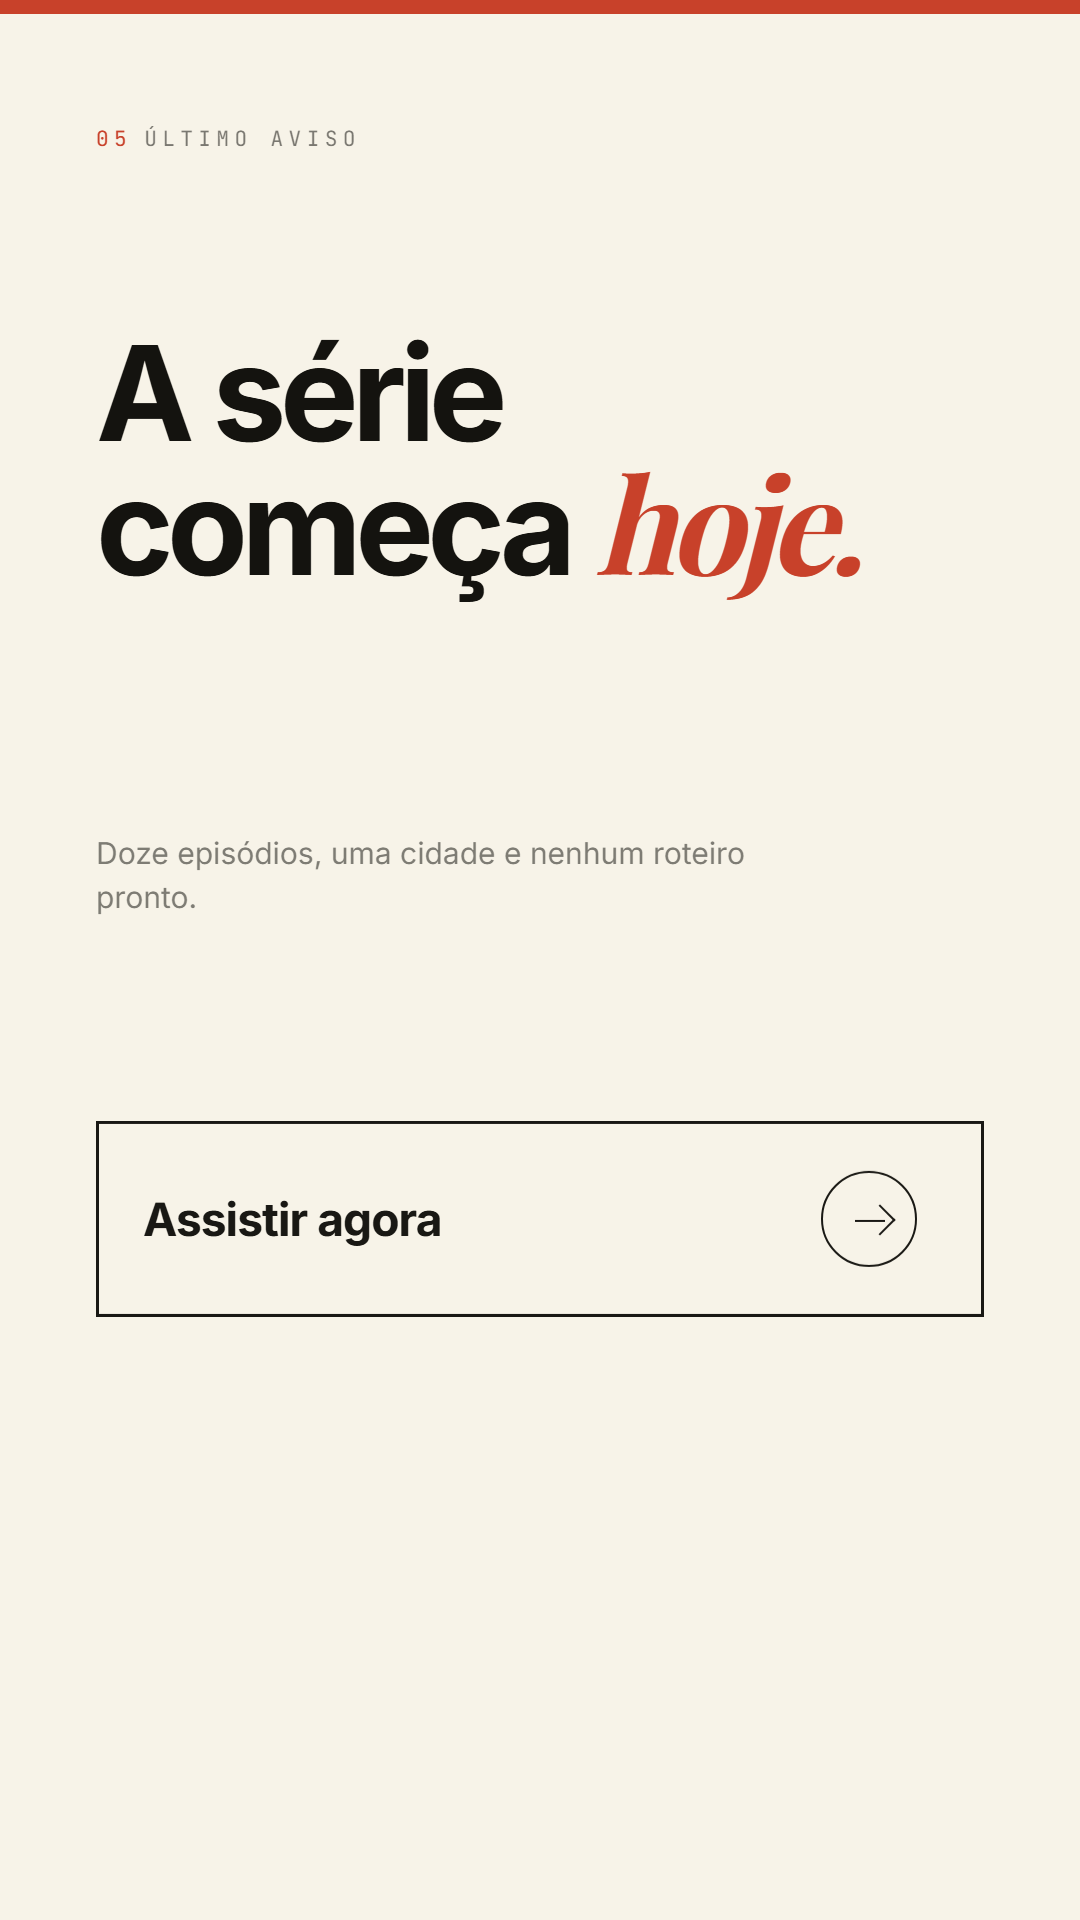 05 ÚLTIMO AVISO
A série
começa hoje.
Doze episódios, uma cidade e nenhum roteiro
pronto.
Assistir agora